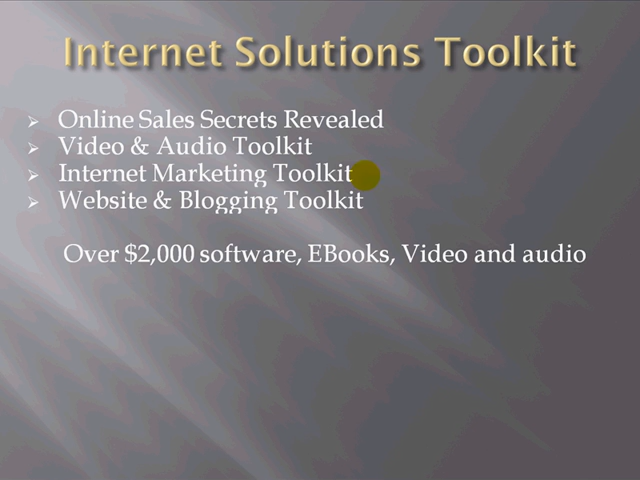 Internet Solutions Toolkit
Online Sales Secrets Revealed
Video & Audio Toolkit
Internet Marketing Toolkit
Website & Blogging Toolkit
Over $2,000 software, EBooks, Video and audio